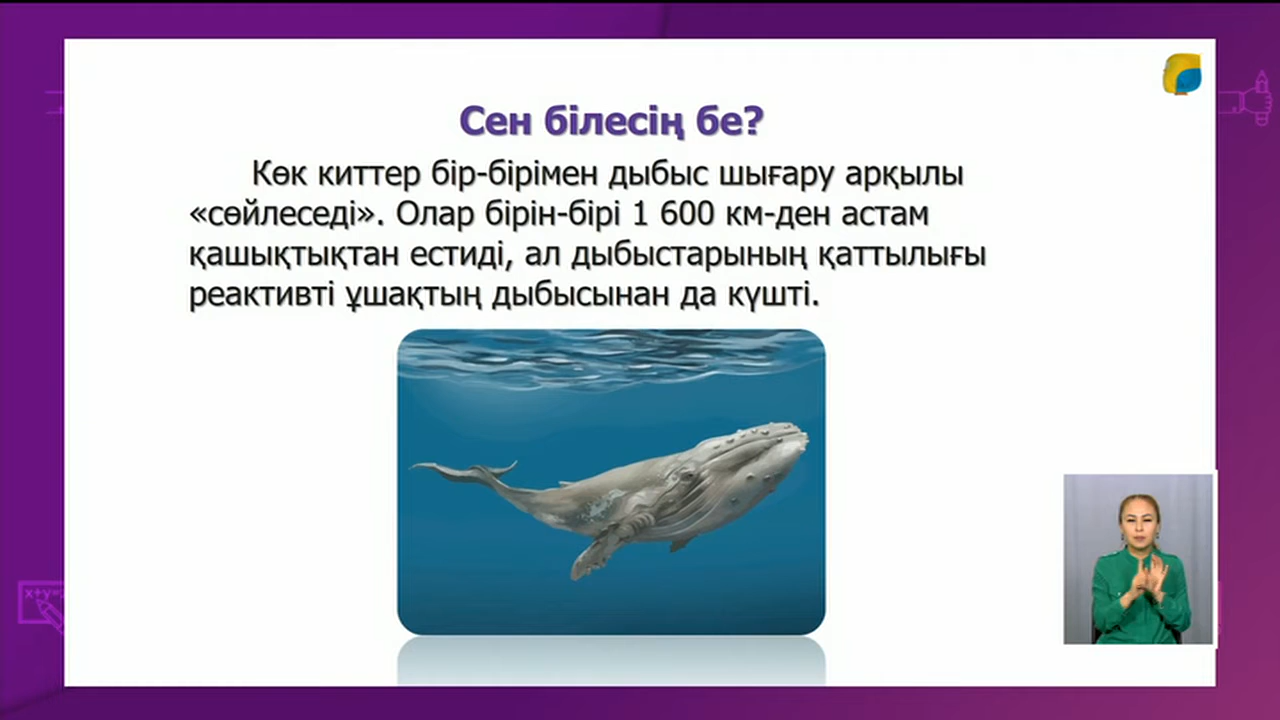 Сен білесің бе?
Көк киттер бір-бірімен дыбыс шығару арқылы
«сөйлеседі». Олар бірін-бірі 1 600 км-ден астам
қашықтықтан естиді, ал дыбыстарының қаттылығы
реактивті ұшақтың дыбысынан да күшті.
x+y=